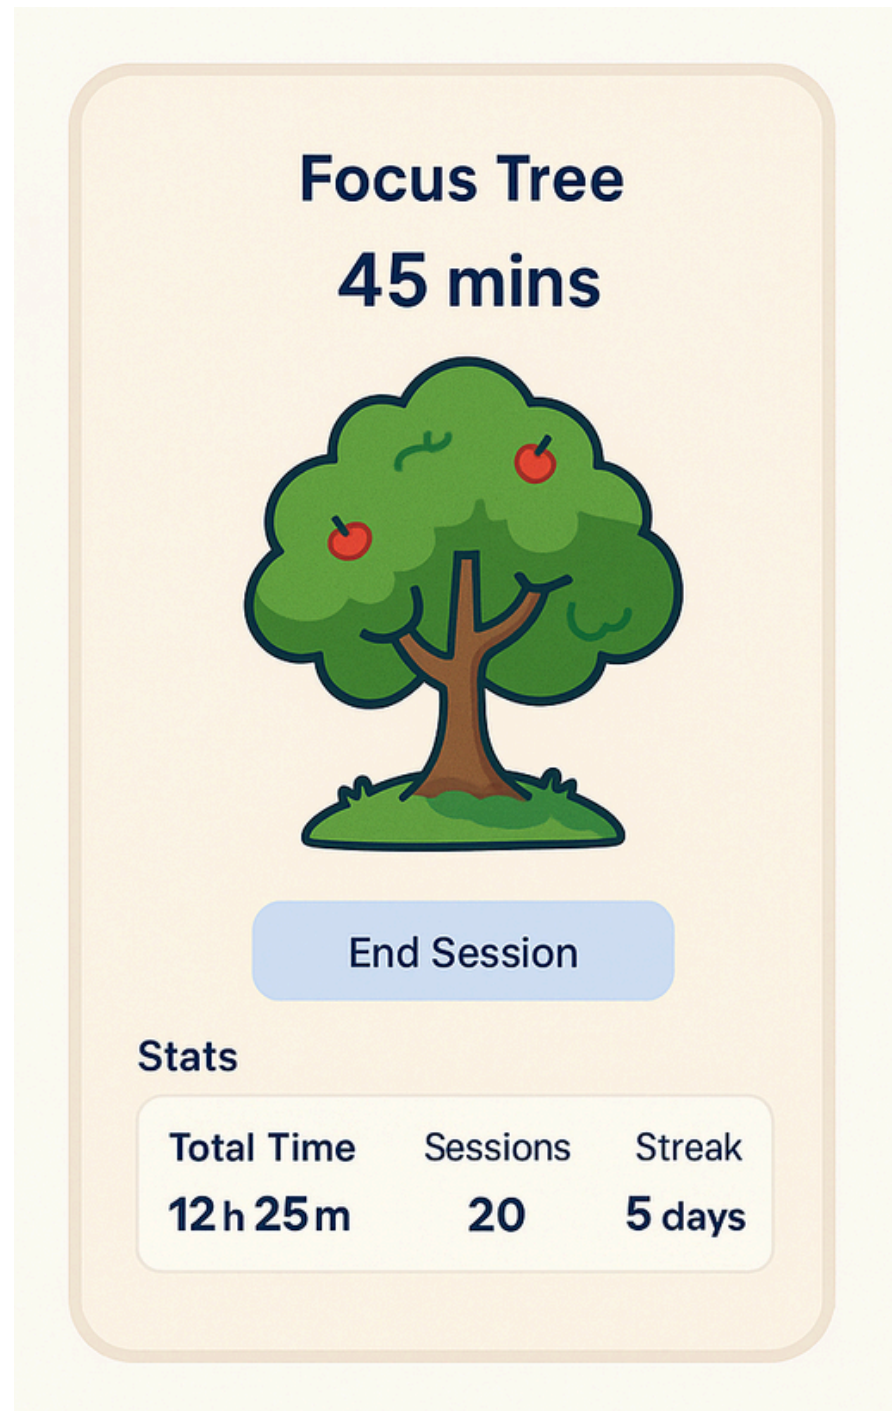 Focus Tree
45 mins
End Session
Stats
Total Time Sessions Streak
12h 25m 20 5 days